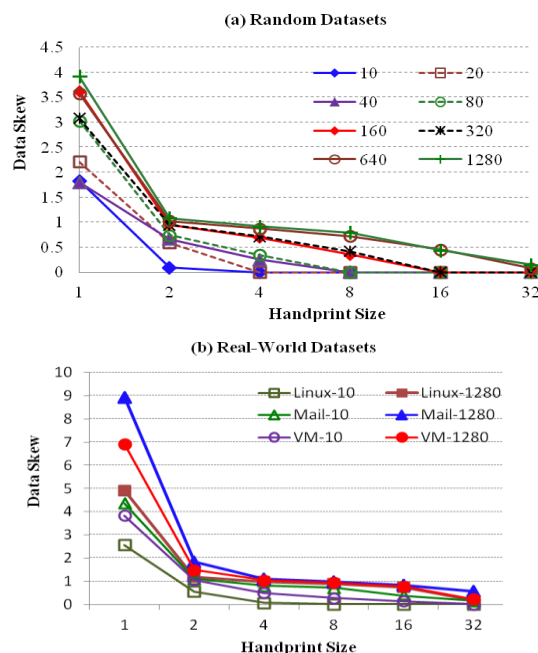 (a) Random Datasets
4.5
4
3.5
3
2.5
2
1.5
1
0.5
0
Data Skew
10 20
40 80
160 320
640 1280
1 2 4 8 16 32
Handprint Size
(b) Real-World Datasets
10
9
8
7
6
5
4
3
2
1
0
Data Skew
Linux-10 Linux-1280
Mail-10 Mail-1280
VM-10 VM-1280
1 2 4 8 16 32
Handprint Size